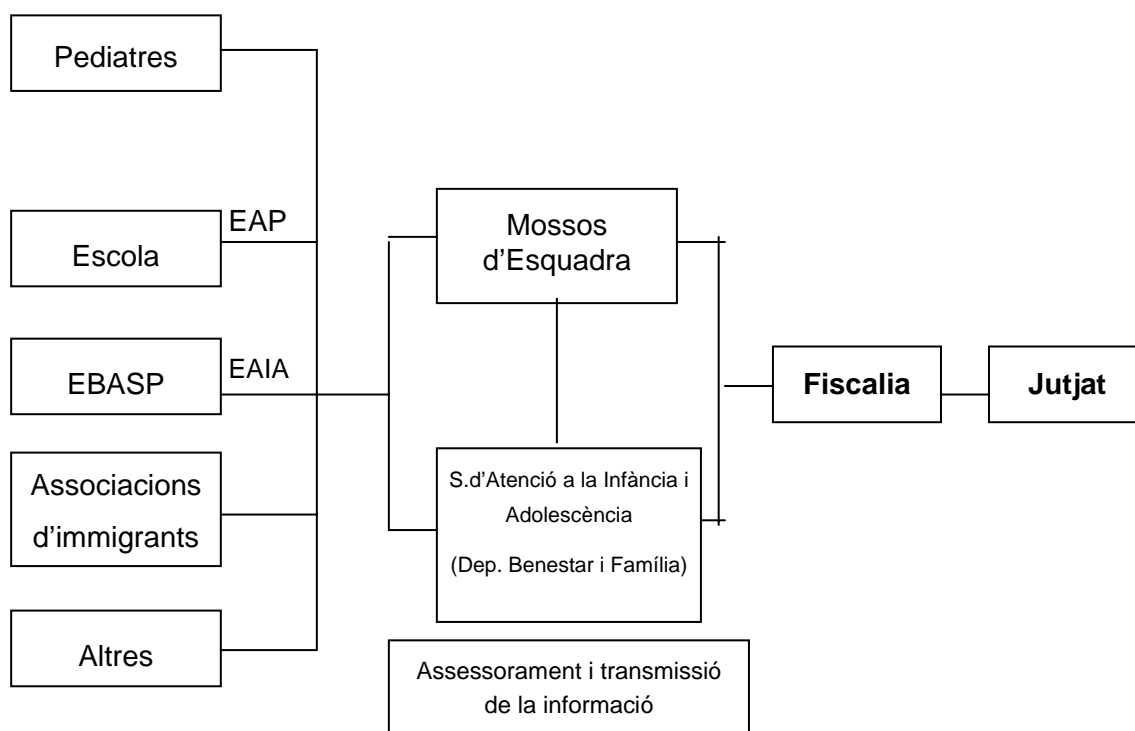 Pediatres
EAP
Escola
EAIA
EBASP
Associacions
d'immigrants
Altres
Mossos
d'Esquadra
S.d'Atenció a la Infància i
Adolescència
(Dep. Benestar i Família)
Assessorament i transmissió
de la informació
Fiscalia
Jutjat